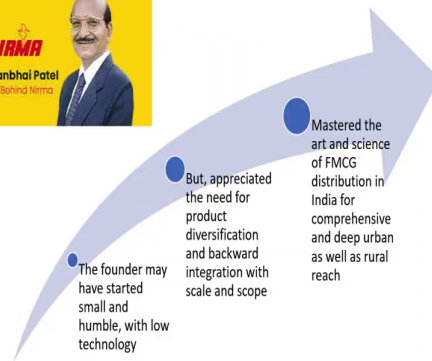 NIRMA
anbhai Patel
Behind Nirma
The founder may
have started
small and
humble, with low
technology
But, appreciated
the need for
product
diversification
and backward
integration with
scale and scope
Mastered the
art and science
of FMCG
distribution in
India for
comprehensive
and deep urban
as well as rural
reach